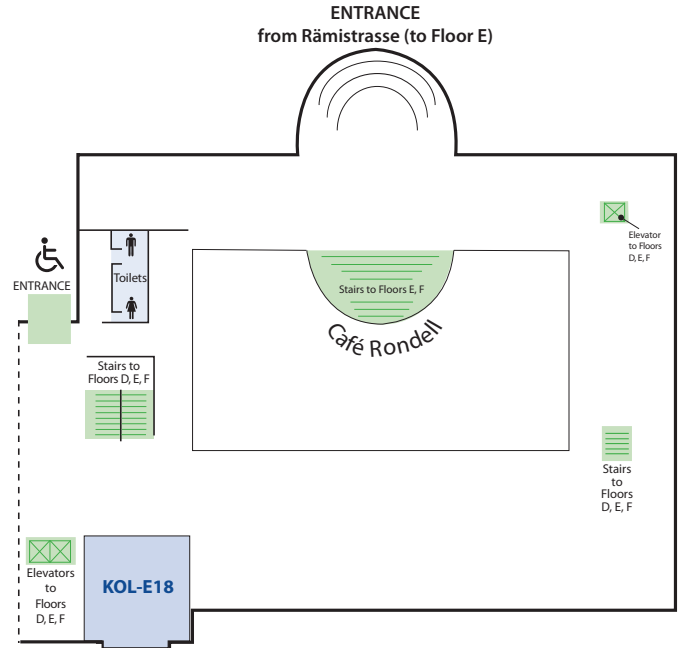 ENTRANCE
from Rämistrasse (to Floor E)
Elevator
to Floors
D, E, F
Toilets
ENTRANCE
Stairs to Floors E, F
Café Rondell
Stairs to
Floors D, E, F
Stairs
to
Floors
D, E, F
Elevators
to
Floors
D, E, F
KOL-E18